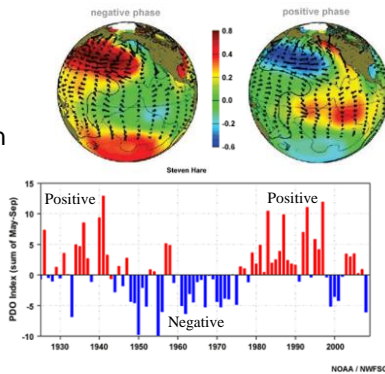 negative phase
positive phase
0.8
0.6
0.4
0.2
0.0
-0.2
-0.6
n
Steven Hare
PDO Index (sum of May-Sep)
15
10
5
0
-5
-10
Positive
Positive
Negative
1930 1940 1950 1960 1970 1980 1990 2000
NOAA / NWFSC